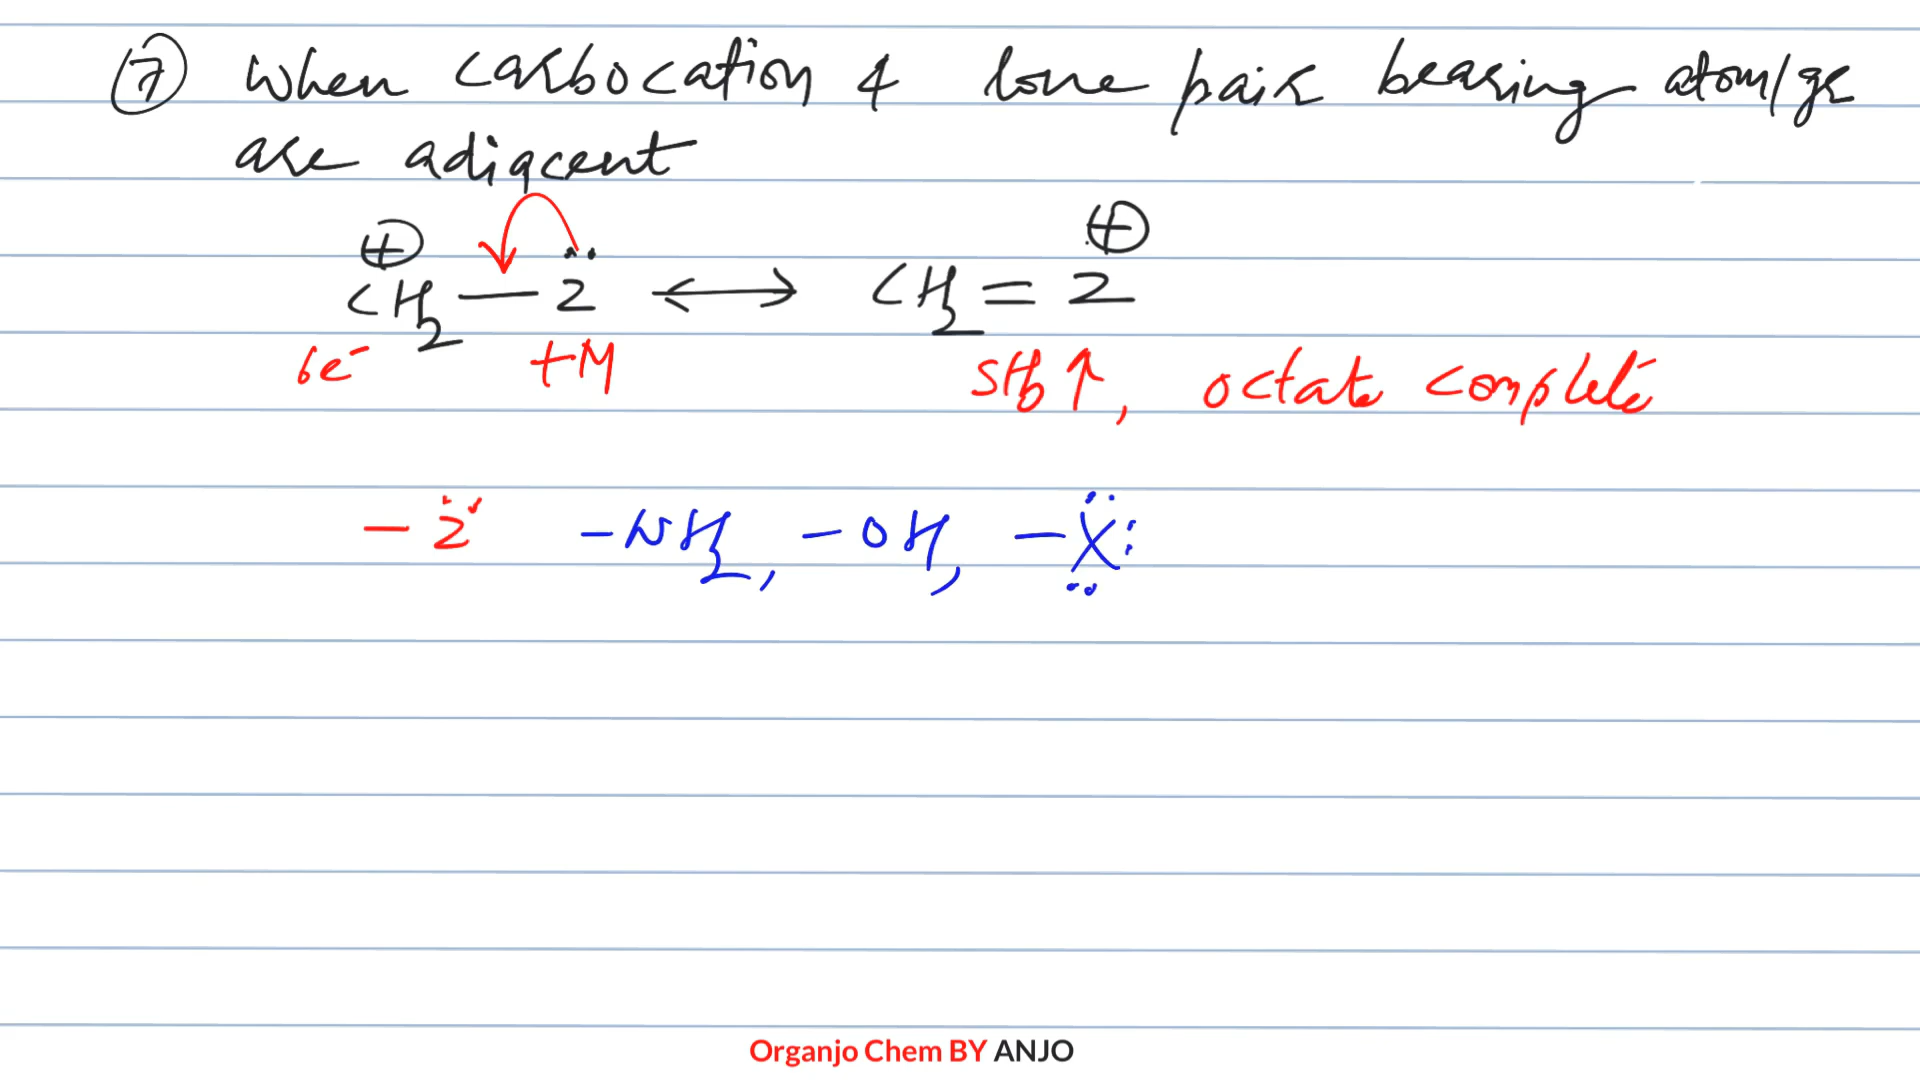 ⑦ When carbocation & lone pair bearing atom/gr
are adjacent
⊕ ..
CH2 — Z ⟷ CH2 = Z ⊕
6e⁻ +M stb ↑, octate complete
— Z̈ —NH2, —OH, —Ẍ:
Organjo Chem BY ANJO